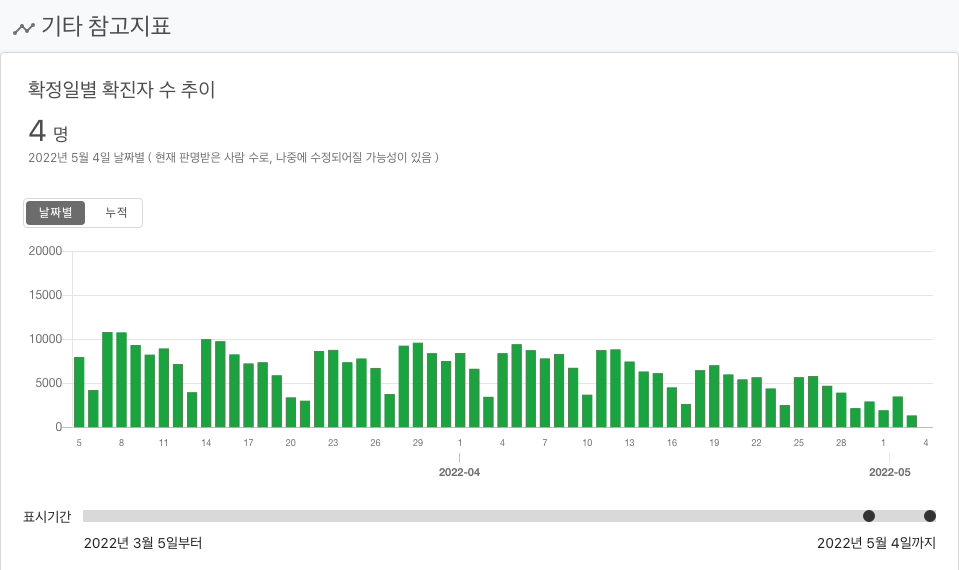 기타 참고지표
확정일별 확진자 수 추이
4 명
2022년 5월 4일 날짜별 ( 현재 판명받은 사람 수로, 나중에 수정되어질 가능성이 있음 )
날짜별 누적
20000
15000
10000
5000
0
5 8 11 14 17 20 23 26 29 1 4 7 10 13 16 19 22 25 28 1 4
2022-04 2022-05
표시기간
2022년 3월 5일부터 2022년 5월 4일까지